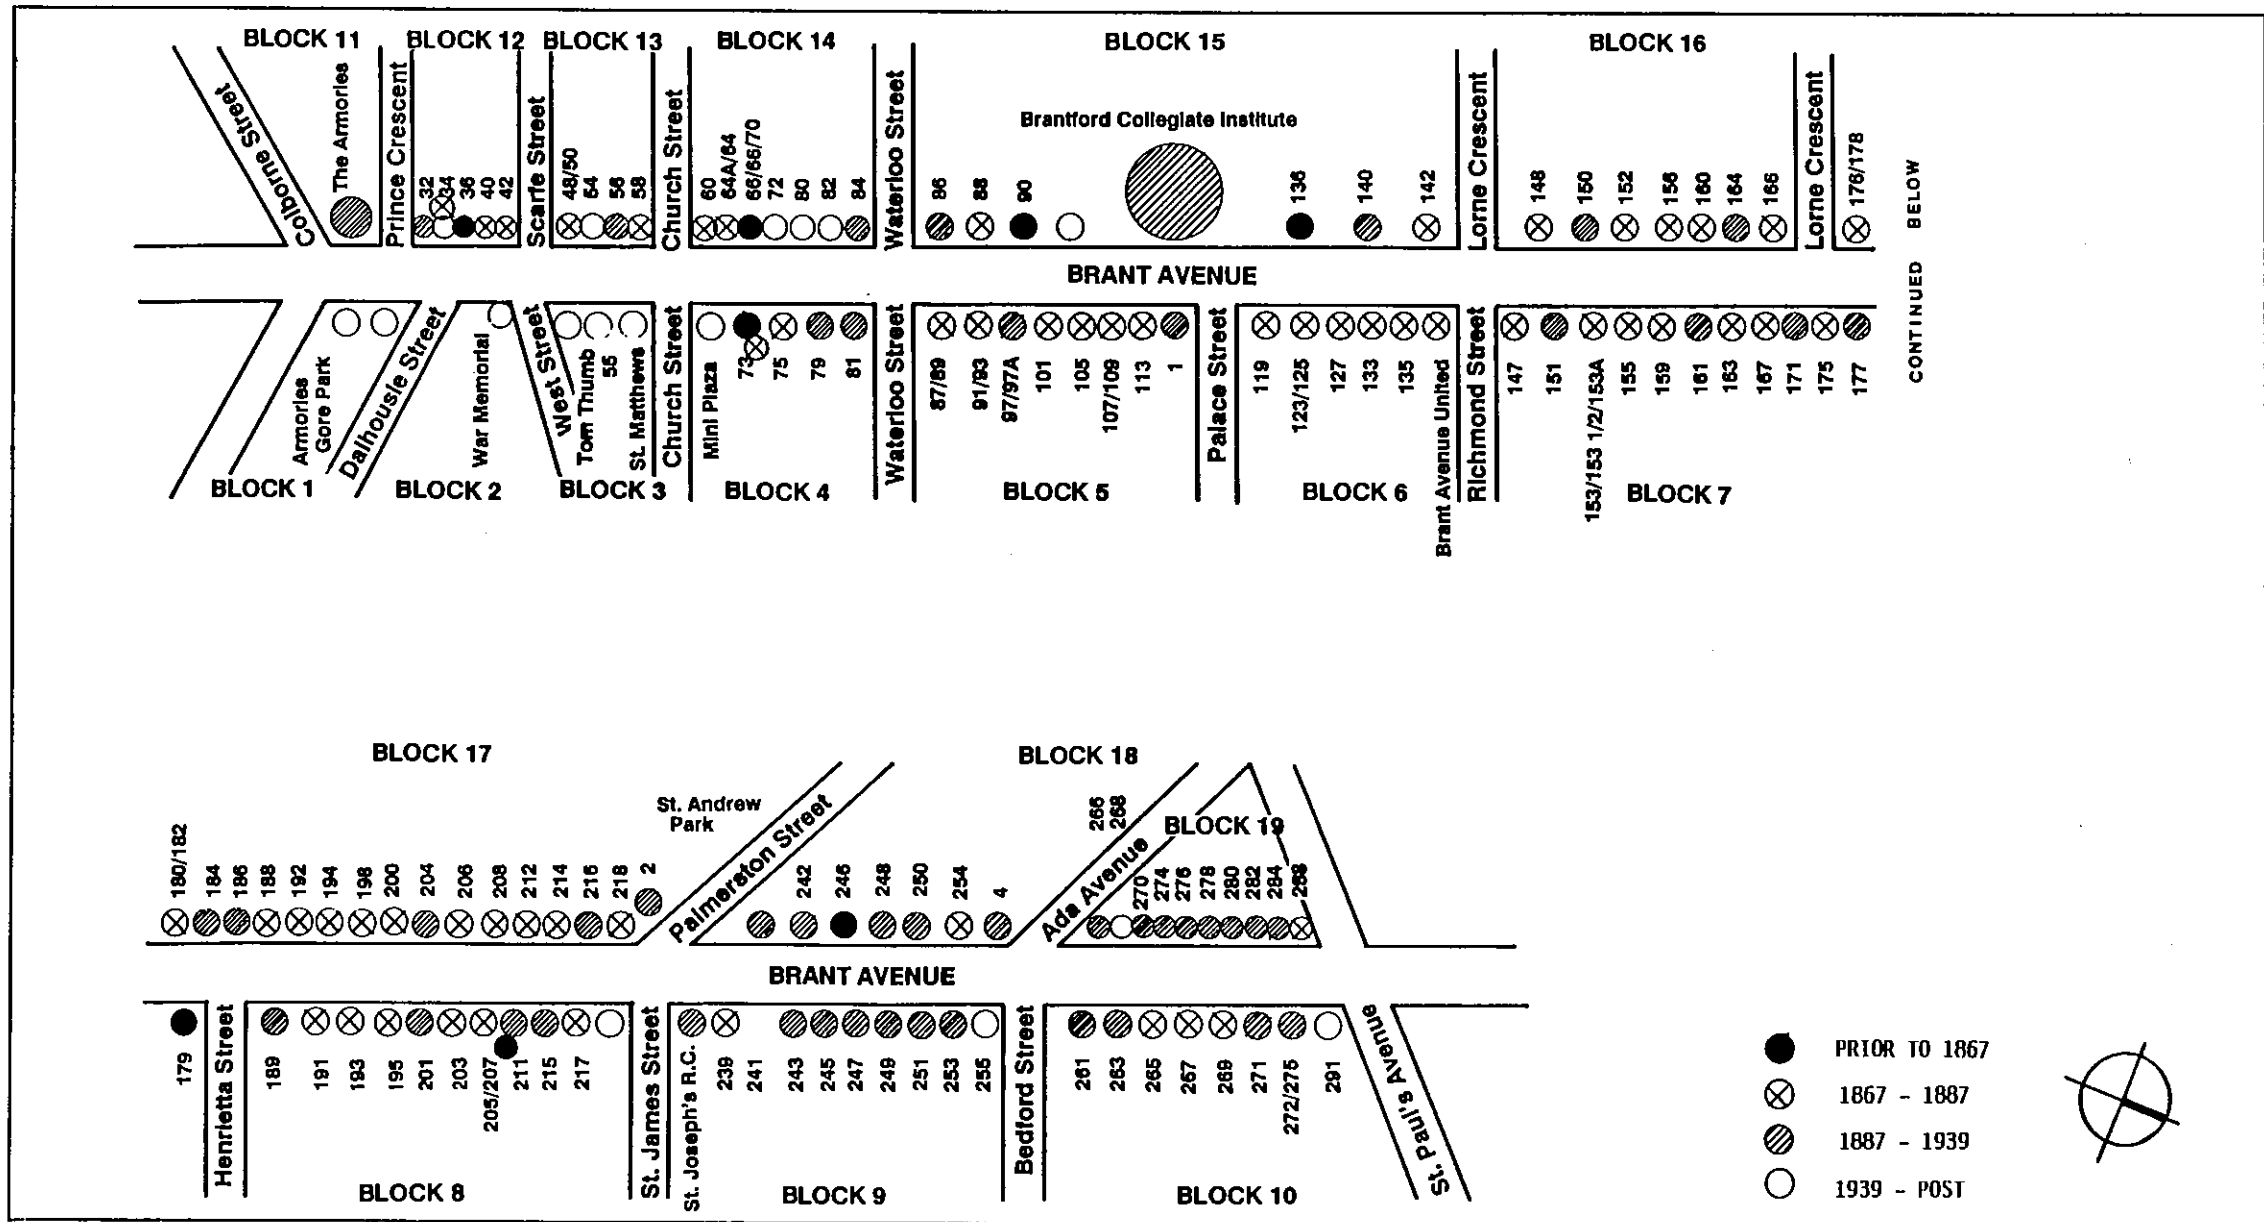 BLOCK 11
BLOCK 12
BLOCK 13
BLOCK 14
BLOCK 15
BLOCK 16
Colborne Street
The Armories
Prince Crescent
32
34
36
40
42
Scarfe Street
48/50
54
56
58
Church Street
60
64A/64
66/66/70
72
80
82
84
Waterloo Street
86
88
90
Brantford Collegiate Institute
136
140
142
Lorne Crescent
148
150
152
156
160
164
166
Lorne Crescent
176/178
CONTINUED BELOW
BRANT AVENUE
Armories
Gore Park
Dalhousie Street
War Memorial
West Street
Tom Thumb
55
St. Matthews
Church Street
Mini Plaza
73
75
79
81
Waterloo Street
87/89
91/93
97/97A
101
105
107/109
113
1
Palace Street
119
123/125
127
133
135
Brant Avenue United
Richmond Street
147
151
153/153 1/2/153A
155
159
161
163
167
171
175
177
BLOCK 1
BLOCK 2
BLOCK 3
BLOCK 4
BLOCK 5
BLOCK 6
BLOCK 7
BLOCK 17
BLOCK 18
BLOCK 19
180/182
184
186
188
192
194
198
200
204
206
208
212
214
216
218
2
St. Andrew
Park
Palmerston Street
242
246
248
250
254
4
Ada Avenue
266
268
270
274
276
278
280
282
284
BRANT AVENUE
179
Henrietta Street
189
191
193
195
201
203
205/207
211
215
217
St. James Street
St. Joseph's R.C.
239
241
243
245
247
249
251
253
255
Bedford Street
261
263
265
267
269
271
272/275
291
St. Paul's Avenue
BLOCK 8
BLOCK 9
BLOCK 10
PRIOR TO 1867
1867 - 1887
1887 - 1939
1939 - POST